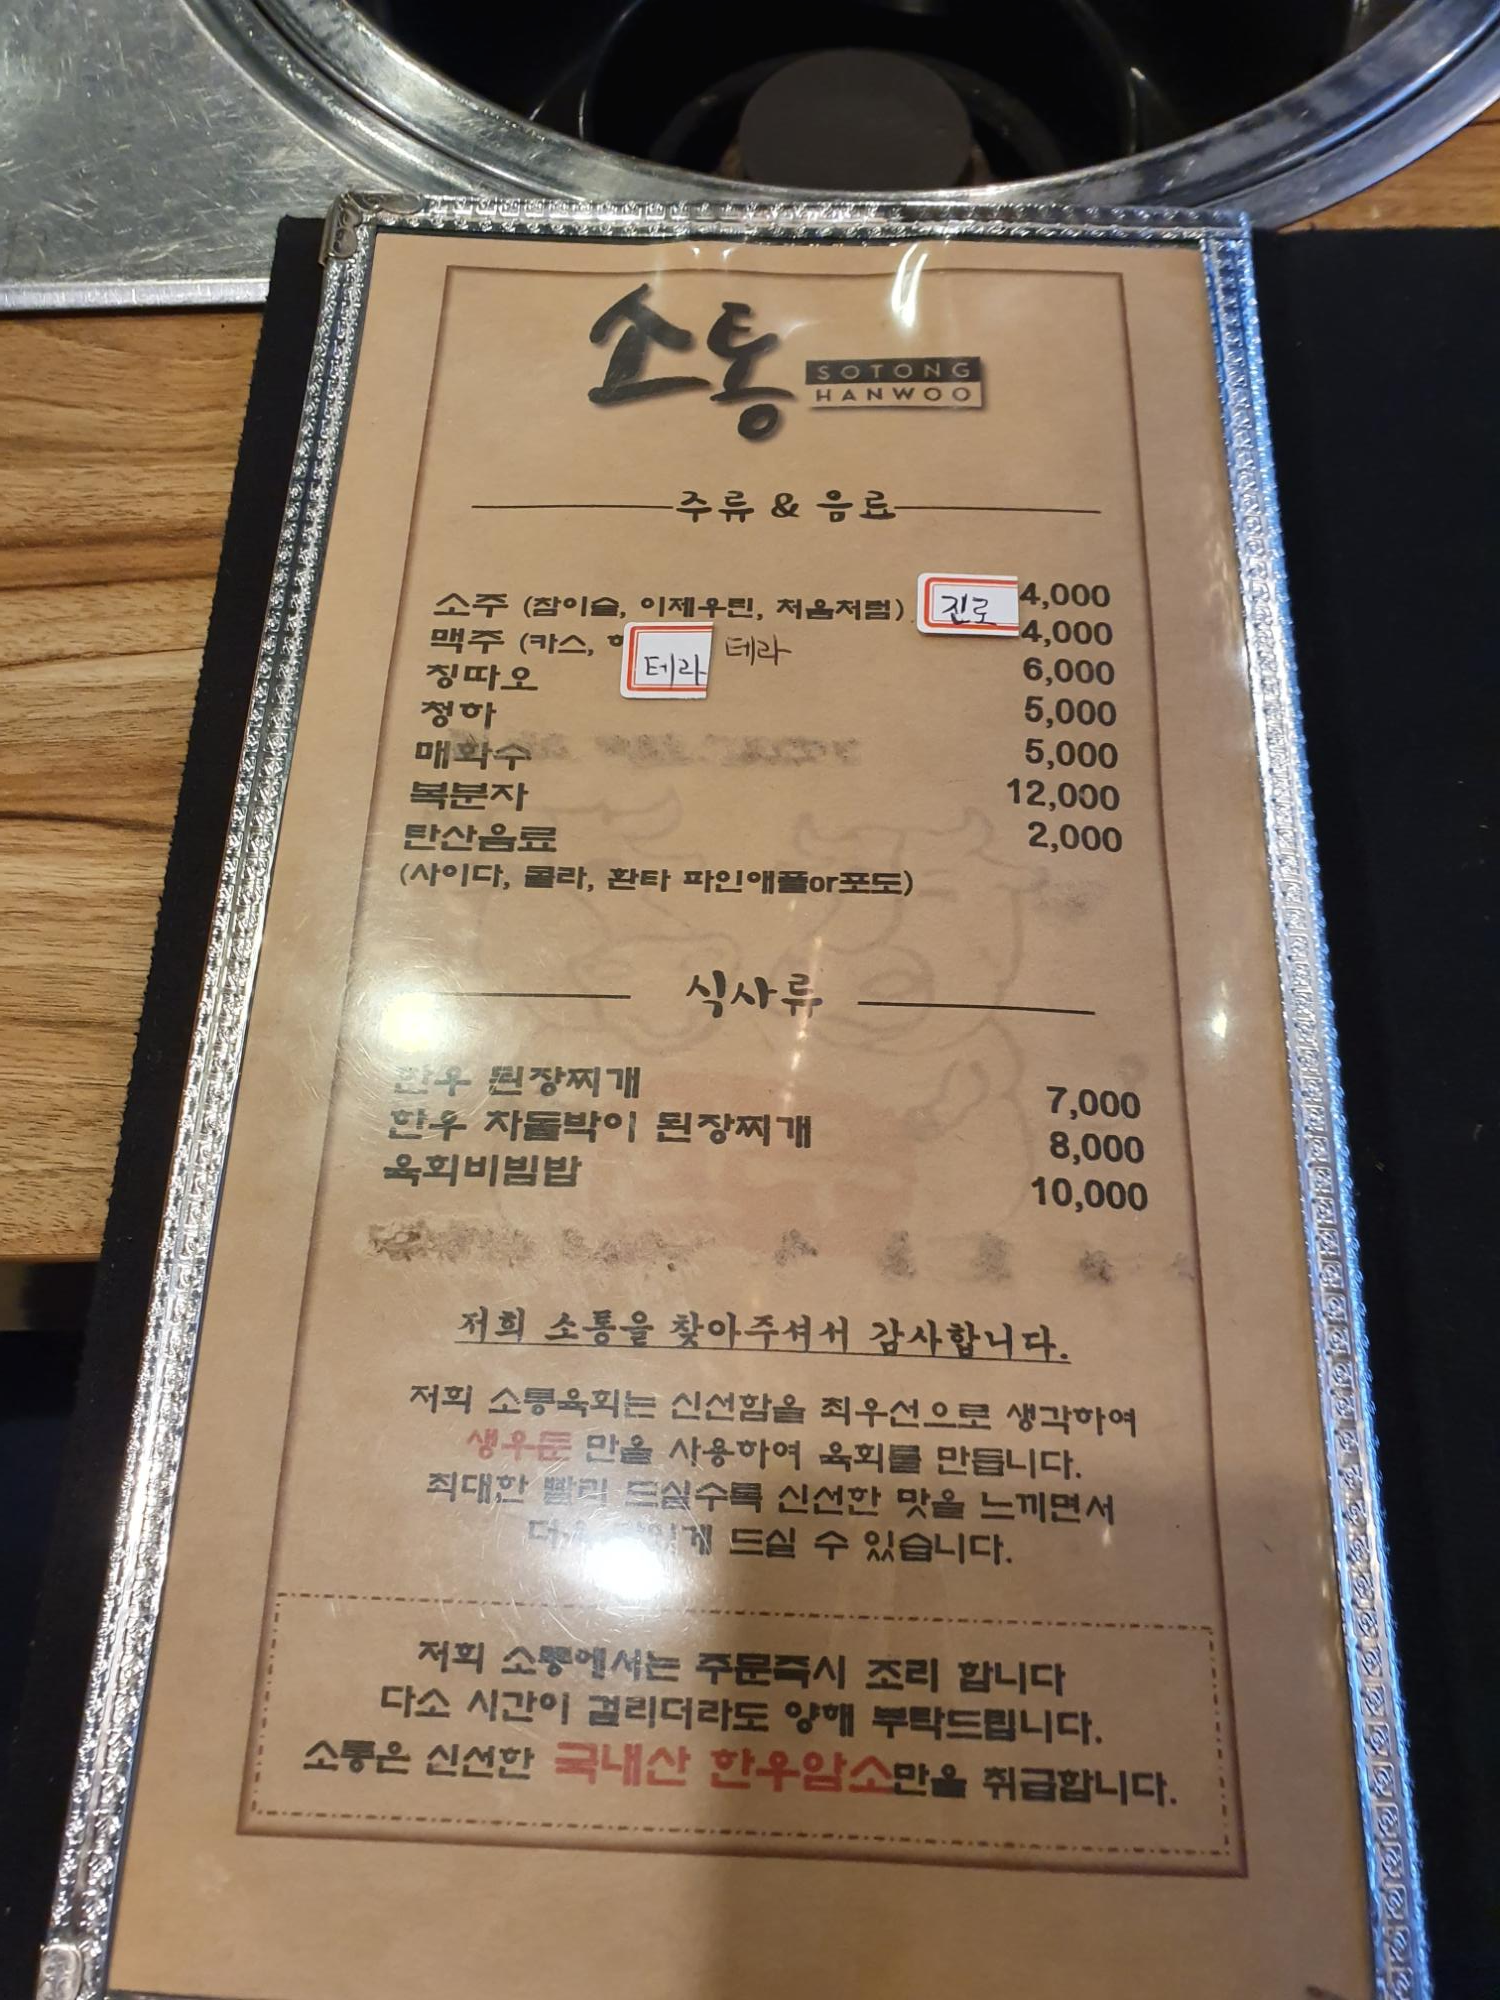 소통
SOTONG
HANWOO
주류 & 음료
소주 (참이슬, 이제우린, 처음처럼) 진로 4,000
맥주 (카스, 테라 테라 4,000
칭따오 6,000
청하 5,000
매화수 5,000
복분자 12,000
탄산음료 2,000
(사이다, 콜라, 환타 파인애플or포도)
식사류
한우 된장찌개 7,000
한우 차돌박이 된장찌개 8,000
육회비빔밥 10,000
저희 소통을 찾아주셔서 감사합니다.
저희 소통육회는 신선함을 최우선으로 생각하여
생우둔 만을 사용하여 육회를 만듭니다.
최대한 빨리 드실수록 신선한 맛을 느끼면서
드실 수 있습니다.
저희 소통에서는 주문즉시 조리 합니다
다소 시간이 걸리더라도 양해 부탁드립니다.
소통은 신선한 국내산 한우암소만을 취급합니다.